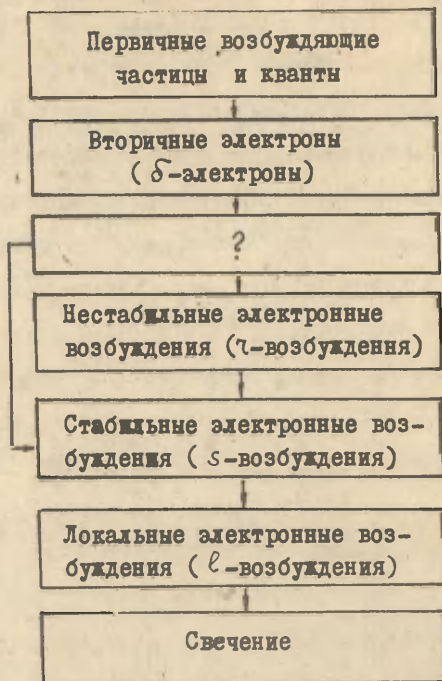 Первичные возбуждающие
частицы и кванты
Вторичные электроны
(δ-электроны)
?
Нестабильные электронные
возбуждения (τ-возбуждения)
Стабильные электронные воз-
буждения (s-возбуждения)
Локальные электронные воз-
буждения (ℓ-возбуждения)
Свечение